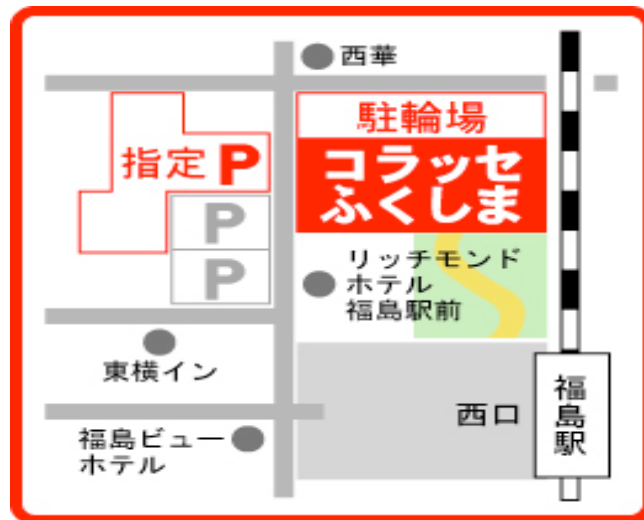 西華
駐輪場
指定 P
コラッセ
ふくしま
P
P
リッチモンド
ホテル
福島駅前
東横イン
西口
福島駅
福島ビュー
ホテル